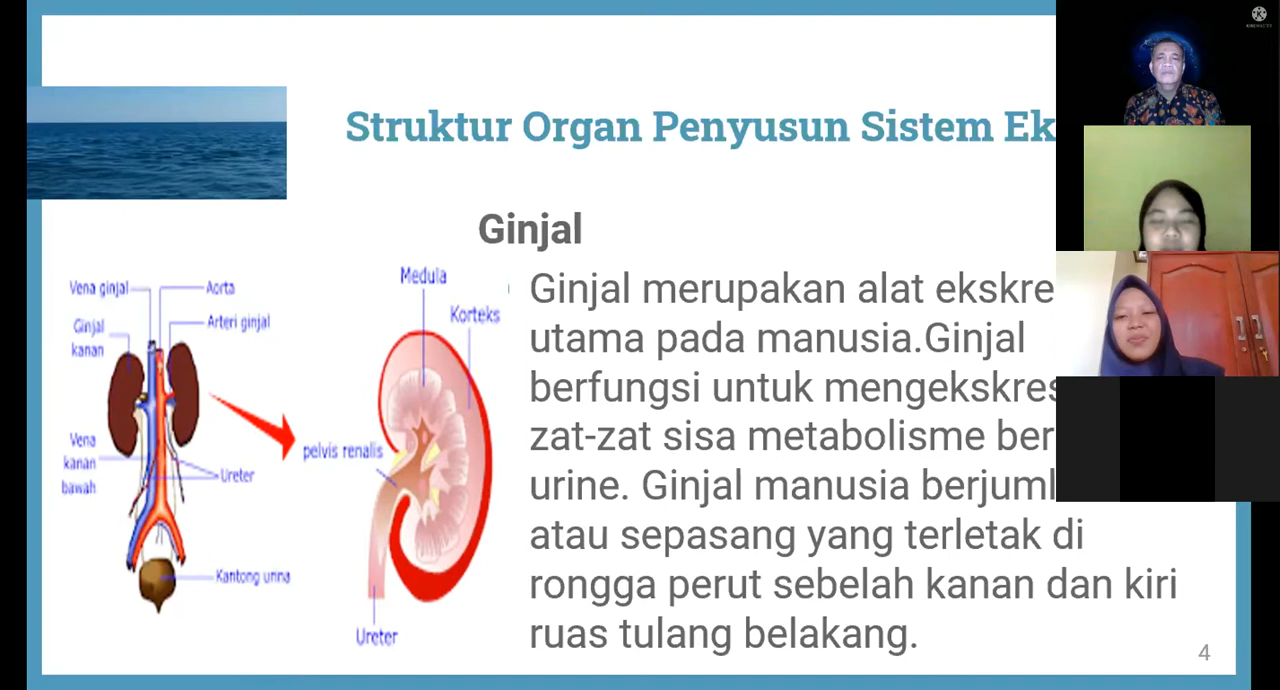 Struktur Organ Penyusun Sistem Ek
Ginjal
Ginjal merupakan alat ekskre
utama pada manusia.Ginjal
berfungsi untuk mengekskres
zat-zat sisa metabolisme ber
urine. Ginjal manusia berjuml
atau sepasang yang terletak di
rongga perut sebelah kanan dan kiri
ruas tulang belakang.
Vena ginjal
Aorta
Ginjal
kanan
Arteri ginjal
Vena
kanan
bawah
Ureter
Kantong urina
Medula
Korteks
pelvis renalis
Ureter
4